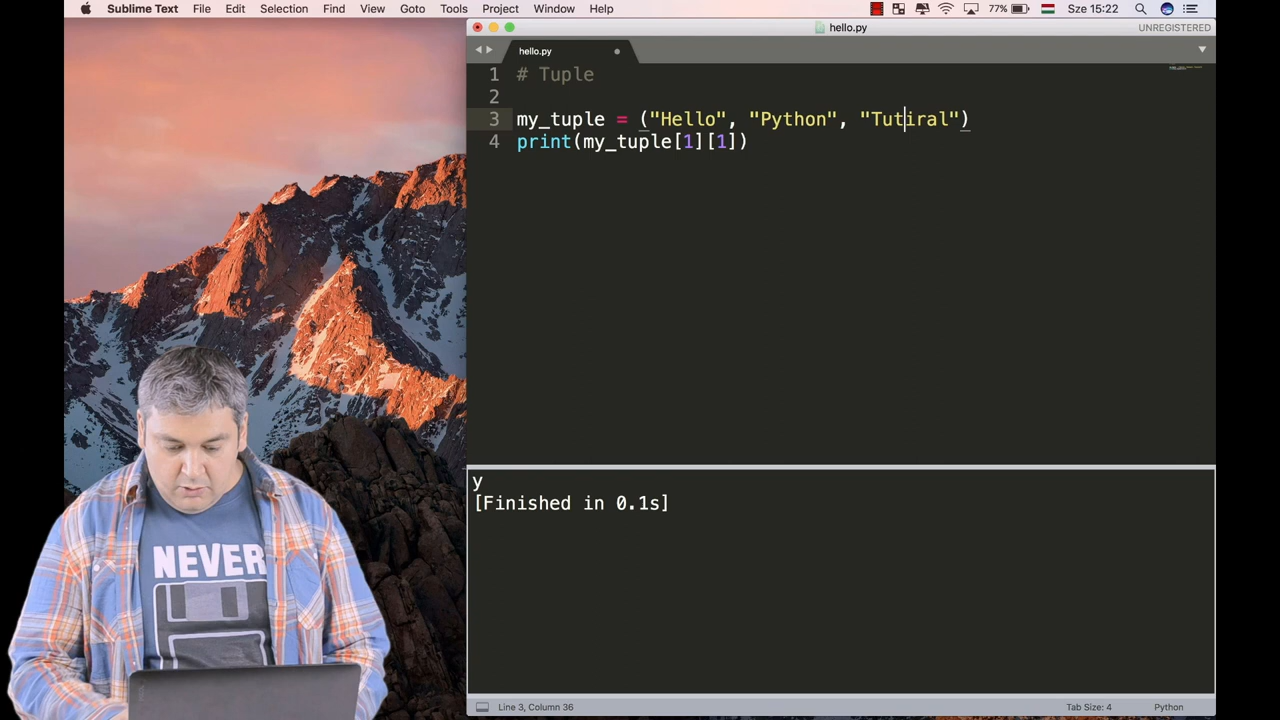 Sublime Text File Edit Selection Find View Goto Tools Project Window Help 77% Sze 15:22
hello.py UNREGISTERED
hello.py
1 # Tuple
2
3 my_tuple = ("Hello", "Python", "Tutiral")
4 print(my_tuple[1][1])
y
[Finished in 0.1s]
NEVER
Line 3, Column 36 Tab Size: 4 Python